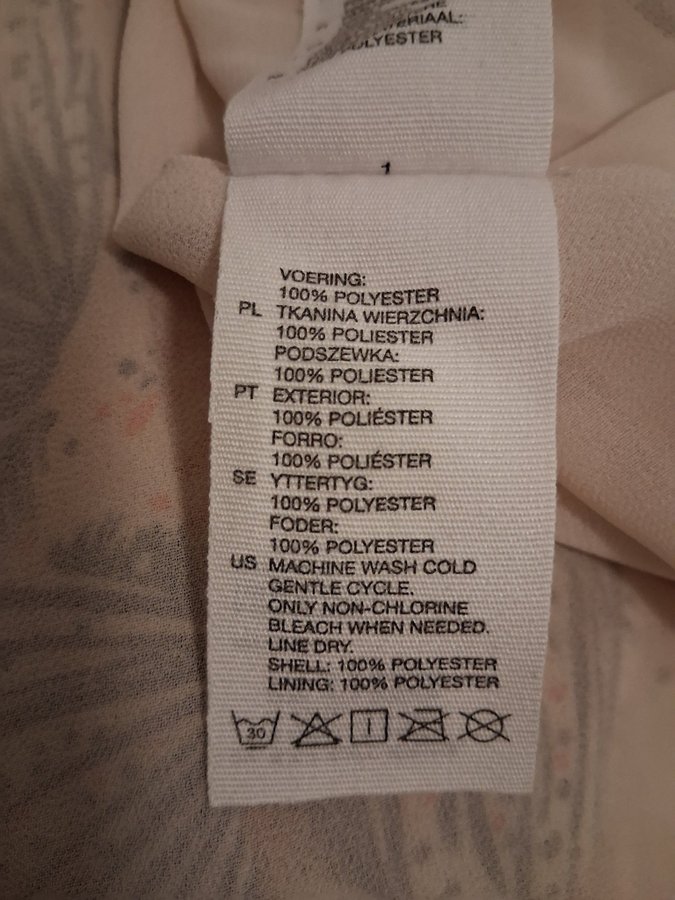 MATERIAAL:
POLYESTER
1
VOERING:
100% POLYESTER
PL TKANINA WIERZCHNIA:
100% POLIESTER
PODSZEWKA:
100% POLIESTER
PT EXTERIOR:
100% POLIÉSTER
FORRO:
100% POLIÉSTER
SE YTTERTYG:
100% POLYESTER
FODER:
100% POLYESTER
US MACHINE WASH COLD
GENTLE CYCLE.
ONLY NON-CHLORINE
BLEACH WHEN NEEDED.
LINE DRY.
SHELL: 100% POLYESTER
LINING: 100% POLYESTER
30